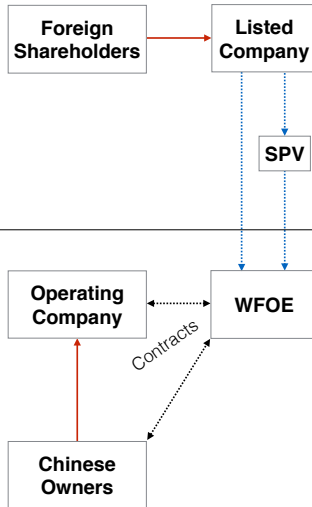 Foreign
Shareholders
Listed
Company
SPV
Operating
Company
WFOE
Contracts
Chinese
Owners